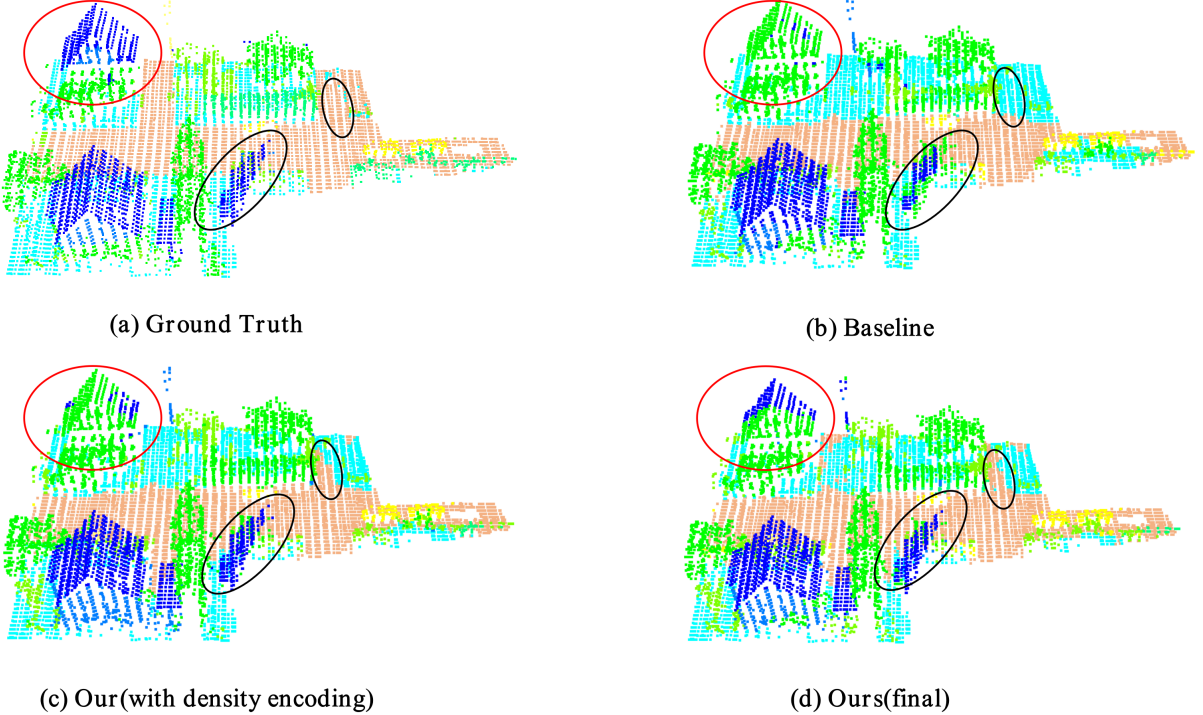 (a) Ground Truth
(b) Baseline
(c) Our(with density encoding)
(d) Ours(final)